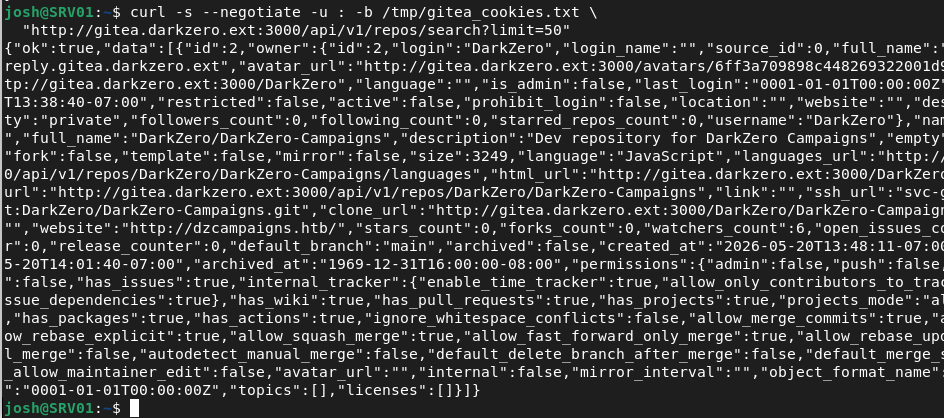 josh@SRV01:~$ curl -s --negotiate -u : -b /tmp/gitea_cookies.txt \
  "http://gitea.darkzero.ext:3000/api/v1/repos/search?limit=50"
{"ok":true,"data":[{"id":2,"owner":{"id":2,"login":"DarkZero","login_name":"","source_id":0,"full_name":"
reply.gitea.darkzero.ext","avatar_url":"http://gitea.darkzero.ext:3000/avatars/6ff3a709898c448269322001d9
tp://gitea.darkzero.ext:3000/DarkZero","language":"","is_admin":false,"last_login":"0001-01-01T00:00:00Z"
T13:38:40-07:00","restricted":false,"active":false,"prohibit_login":false,"location":"","website":"","des
ty":"private","followers_count":0,"following_count":0,"starred_repos_count":0,"username":"DarkZero"},"nam
","full_name":"DarkZero/DarkZero-Campaigns","description":"Dev repository for DarkZero Campaigns","empty"
"fork":false,"template":false,"mirror":false,"size":3249,"language":"JavaScript","languages_url":"http:/
0/api/v1/repos/DarkZero/DarkZero-Campaigns/languages","html_url":"http://gitea.darkzero.ext:3000/DarkZero
url":"http://gitea.darkzero.ext:3000/api/v1/repos/DarkZero/DarkZero-Campaigns","link":"","ssh_url":"svc-g
t:DarkZero/DarkZero-Campaigns.git","clone_url":"http://gitea.darkzero.ext:3000/DarkZero/DarkZero-Campaign
"","website":"http://dzcampaigns.htb/","stars_count":0,"forks_count":0,"watchers_count":6,"open_issues_co
r":0,"release_counter":0,"default_branch":"main","archived":false,"created_at":"2026-05-20T13:48:11-07:00
5-20T14:01:40-07:00","archived_at":"1969-12-31T16:00:00-08:00","permissions":{"admin":false,"push":false,
":false,"has_issues":true,"internal_tracker":{"enable_time_tracker":true,"allow_only_contributors_to_trac
ssue_dependencies":true},"has_wiki":true,"has_pull_requests":true,"has_projects":true,"projects_mode":"al
,"has_packages":true,"has_actions":true,"ignore_whitespace_conflicts":false,"allow_merge_commits":true,"a
ow_rebase_explicit":true,"allow_squash_merge":true,"allow_fast_forward_only_merge":true,"allow_rebase_upd
l_merge":false,"autodetect_manual_merge":false,"default_delete_branch_after_merge":false,"default_merge_s
_allow_maintainer_edit":false,"avatar_url":"","internal":false,"mirror_interval":"","object_format_name":
":"0001-01-01T00:00:00Z","topics":[],"licenses":[]}]}
josh@SRV01:~$